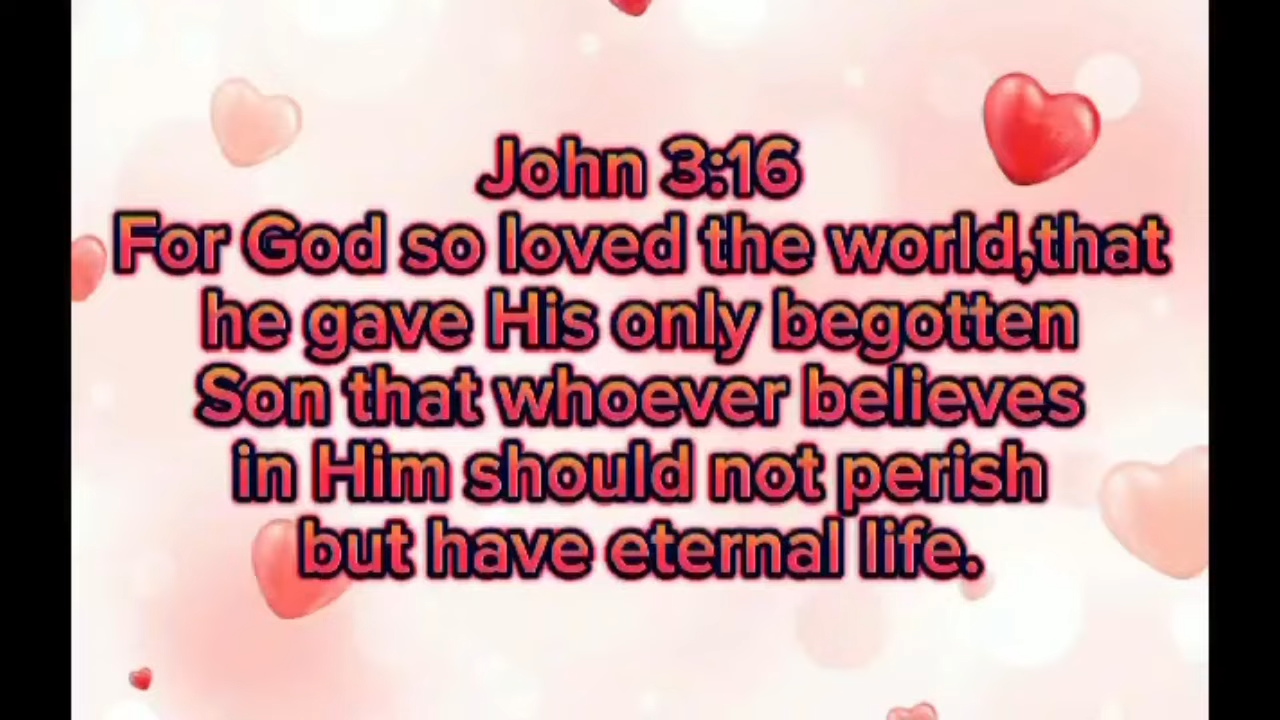 John 3:16
For God so loved the world,that
he gave His only begotten
Son that whoever believes
in Him should not perish
but have eternal life.